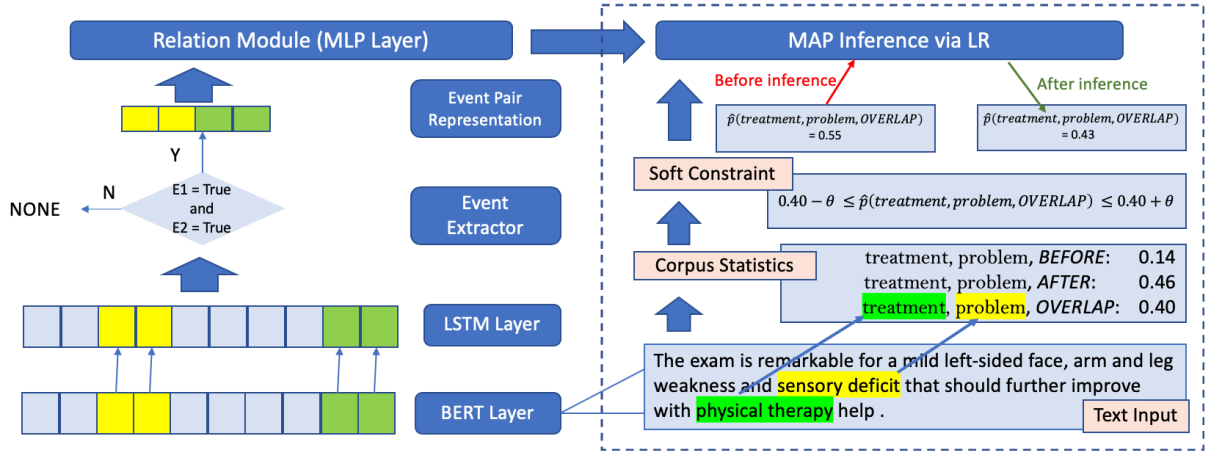 Relation Module (MLP Layer)
Event Pair
Representation
Y
N
NONE
E1 = True
and
E2 = True
Event
Extractor
LSTM Layer
BERT Layer
MAP Inference via LR
Before inference
After inference
p̂(treatment, problem, OVERLAP)
= 0.55
p̂(treatment, problem, OVERLAP)
= 0.43
Soft Constraint
0.40 − θ ≤ p̂(treatment, problem, OVERLAP) ≤ 0.40 + θ
Corpus Statistics
treatment, problem, BEFORE: 0.14
treatment, problem, AFTER: 0.46
treatment, problem, OVERLAP: 0.40
The exam is remarkable for a mild left-sided face, arm and leg
weakness and sensory deficit that should further improve
with physical therapy help .
Text Input